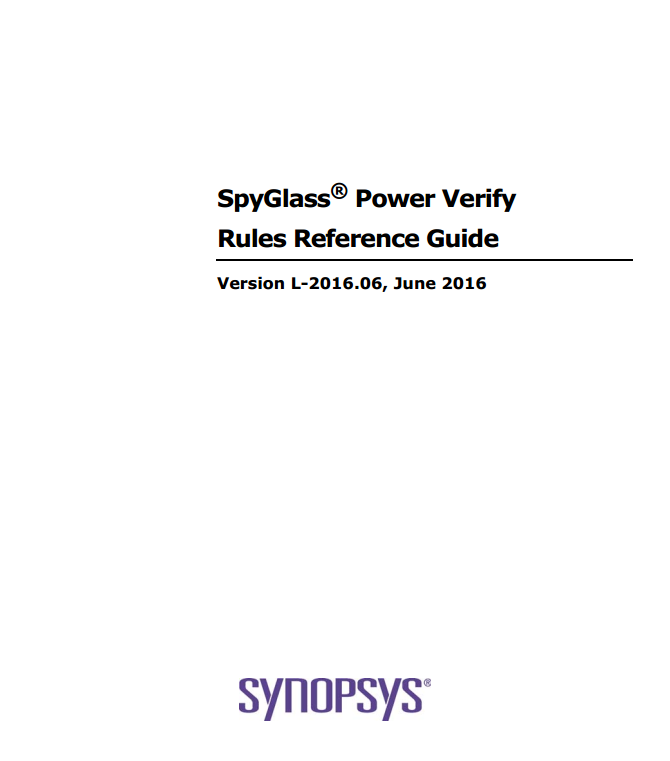 SpyGlass® Power Verify
Rules Reference Guide
Version L-2016.06, June 2016
SYNOPSYS®